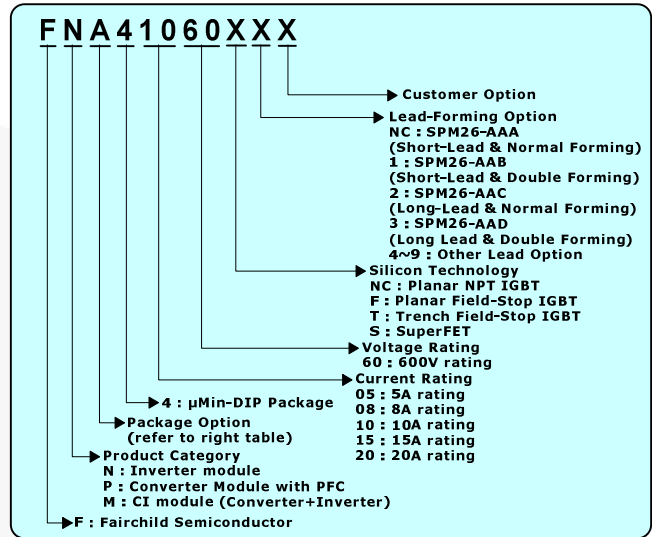 FNA41060XXX
Customer Option
Lead-Forming Option
NC : SPM26-AAA
(Short-Lead & Normal Forming)
1 : SPM26-AAB
(Short-Lead & Double Forming)
2 : SPM26-AAC
(Long-Lead & Normal Forming)
3 : SPM26-AAD
(Long Lead & Double Forming)
4~9 : Other Lead Option
Silicon Technology
NC : Planar NPT IGBT
F : Planar Field-Stop IGBT
T : Trench Field-Stop IGBT
S : SuperFET
Voltage Rating
60 : 600V rating
Current Rating
05 : 5A rating
08 : 8A rating
10 : 10A rating
15 : 15A rating
20 : 20A rating
4 : µMin-DIP Package
Package Option
(refer to right table)
Product Category
N : Inverter module
P : Converter Module with PFC
M : CI module (Converter+Inverter)
F : Fairchild Semiconductor